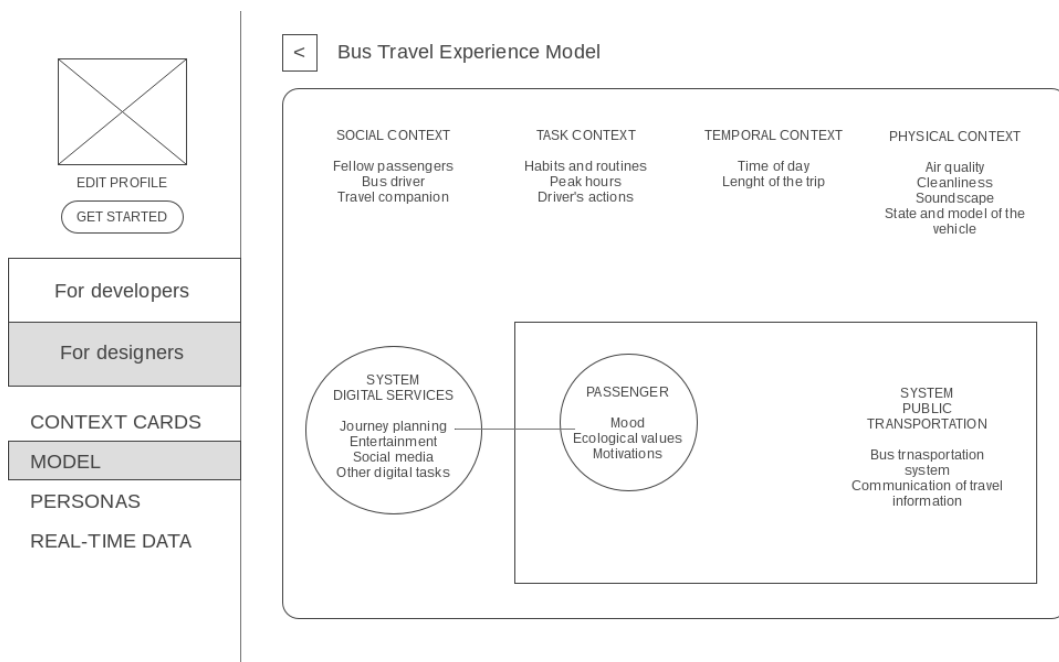 EDIT PROFILE
GET STARTED
For developers
For designers
CONTEXT CARDS
MODEL
PERSONAS
REAL-TIME DATA
<
Bus Travel Experience Model
SOCIAL CONTEXT
Fellow passengers
Bus driver
Travel companion
TASK CONTEXT
Habits and routines
Peak hours
Driver's actions
TEMPORAL CONTEXT
Time of day
Lenght of the trip
PHYSICAL CONTEXT
Air quality
Cleanliness
Soundscape
State and model of the
vehicle
SYSTEM
DIGITAL SERVICES
Journey planning
Entertainment
Social media
Other digital tasks
PASSENGER
Mood
Ecological values
Motivations
SYSTEM
PUBLIC
TRANSPORTATION
Bus trnasportation
system
Communication of travel
information